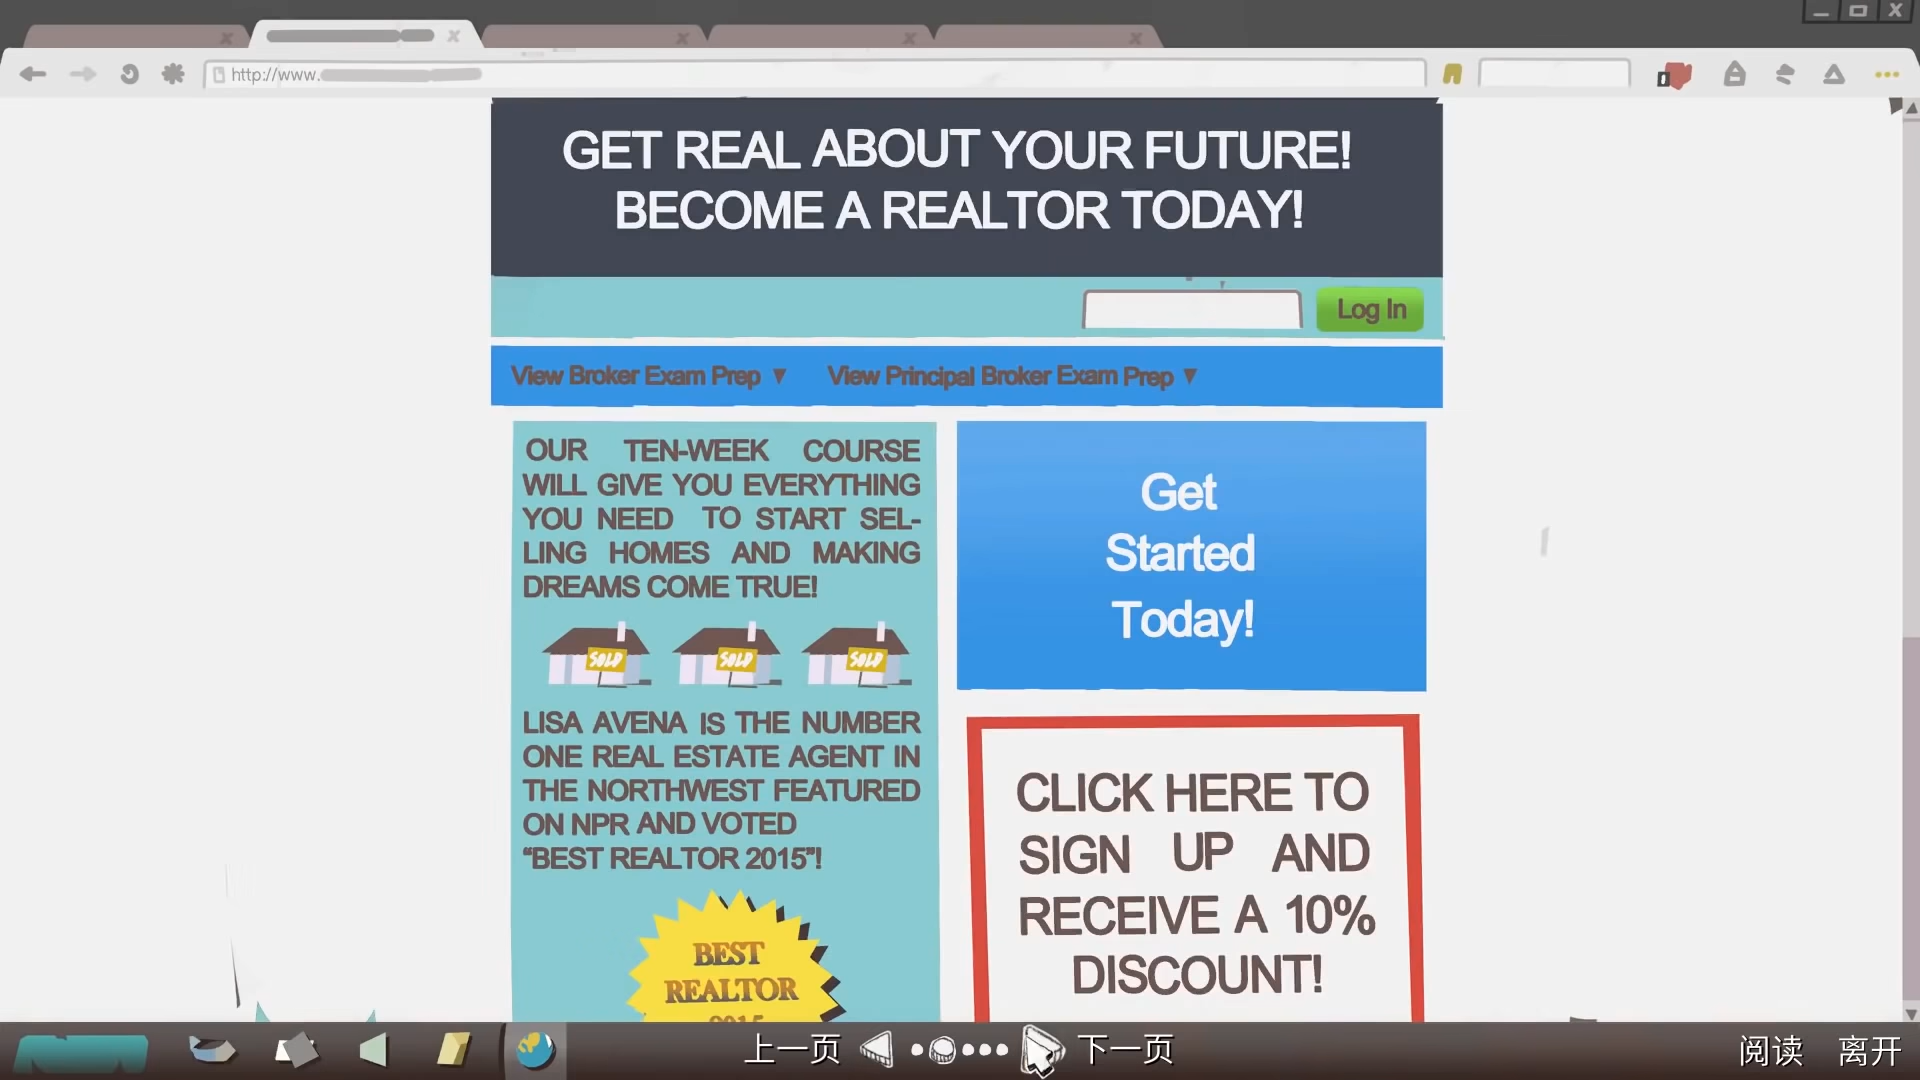 http://www.
GET REAL ABOUT YOUR FUTURE!
BECOME A REALTOR TODAY!
Log In
View Broker Exam Prep ▼ View Principal Broker Exam Prep ▼
OUR TEN-WEEK COURSE
WILL GIVE YOU EVERYTHING
YOU NEED TO START SEL-
LING HOMES AND MAKING
DREAMS COME TRUE!
SOLD SOLD SOLD
LISA AVENA IS THE NUMBER
ONE REAL ESTATE AGENT IN
THE NORTHWEST FEATURED
ON NPR AND VOTED
“BEST REALTOR 2015”!
BEST
REALTOR
2015
Get
Started
Today!
CLICK HERE TO
SIGN UP AND
RECEIVE A 10%
DISCOUNT!
上一页 下一页 阅读 离开